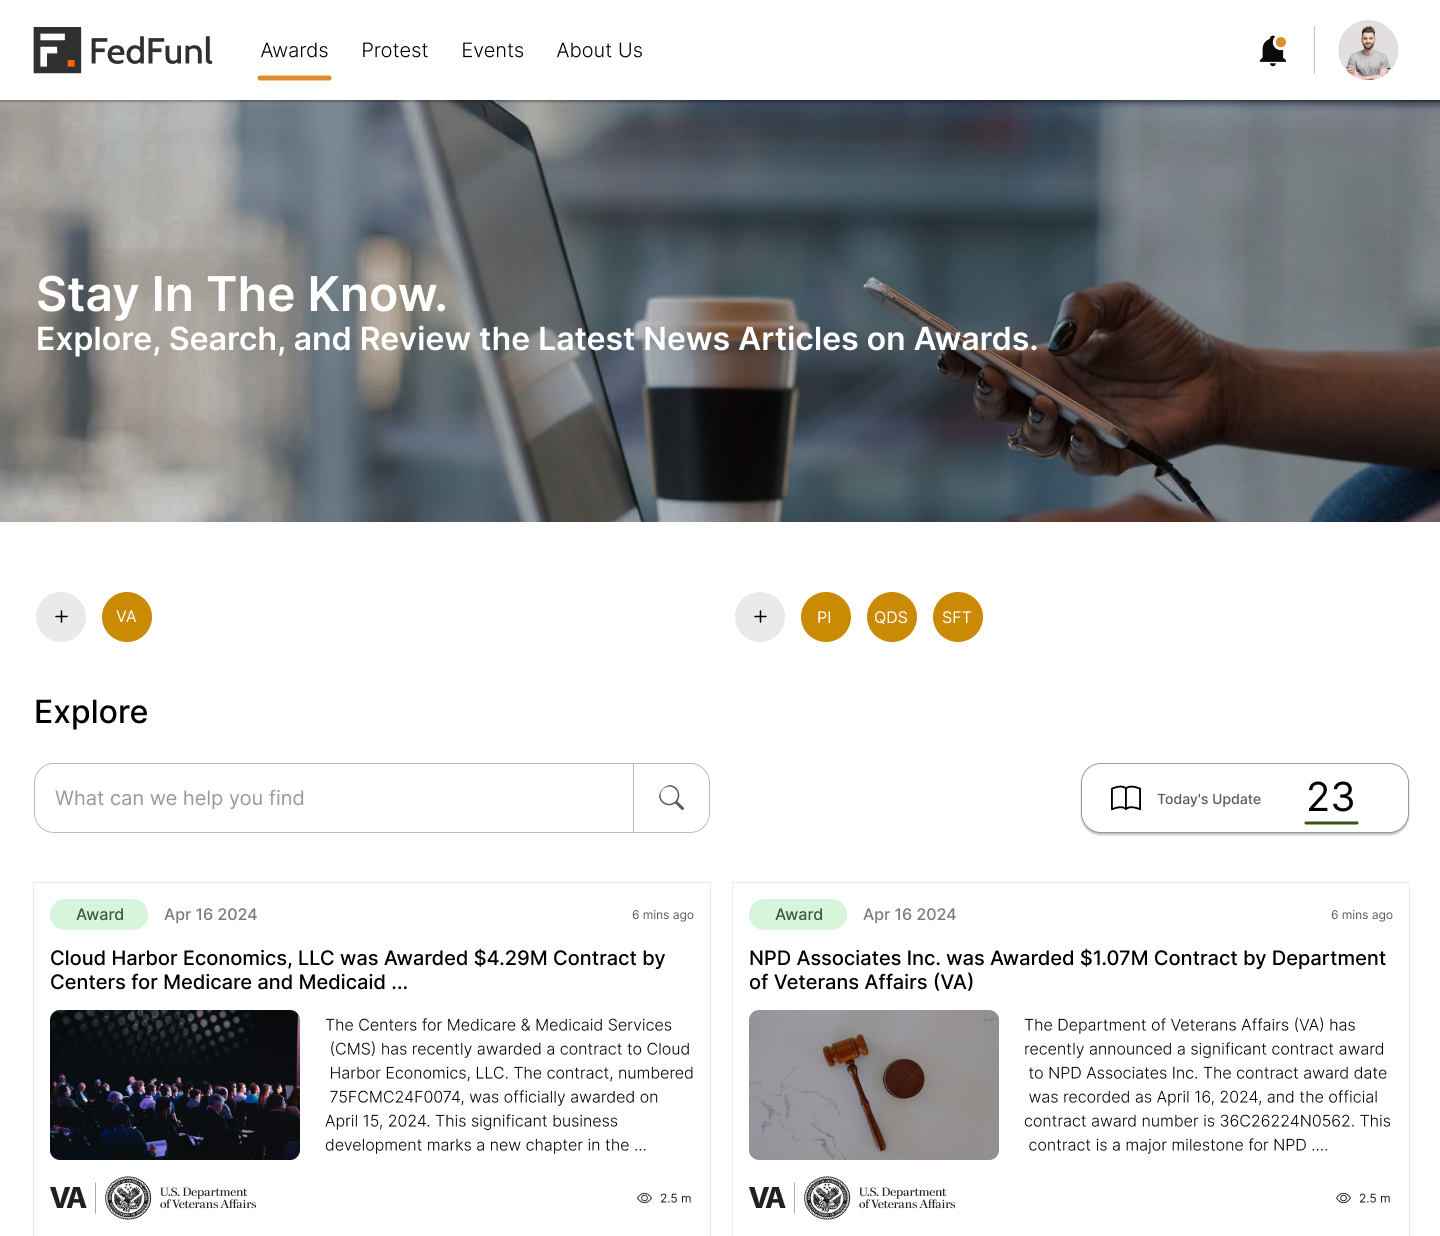 FedFunl
Awards
Protest
Events
About Us
Stay In The Know.
Explore, Search, and Review the Latest News Articles on Awards.
+
VA
+
PI
QDS
SFT
Explore
What can we help you find
Today's Update
23
Award
Apr 16 2024
6 mins ago
Cloud Harbor Economics, LLC was Awarded $4.29M Contract by
Centers for Medicare and Medicaid ...
The Centers for Medicare & Medicaid Services
(CMS) has recently awarded a contract to Cloud
Harbor Economics, LLC. The contract, numbered
75FCMC24F0074, was officially awarded on
April 15, 2024. This significant business
development marks a new chapter in the ...
VA
U.S. Department
of Veterans Affairs
2.5 m
Award
Apr 16 2024
6 mins ago
NPD Associates Inc. was Awarded $1.07M Contract by Department
of Veterans Affairs (VA)
The Department of Veterans Affairs (VA) has
recently announced a significant contract award
to NPD Associates Inc. The contract award date
was recorded as April 16, 2024, and the official
contract award number is 36C26224N0562. This
contract is a major milestone for NPD ....
VA
U.S. Department
of Veterans Affairs
2.5 m